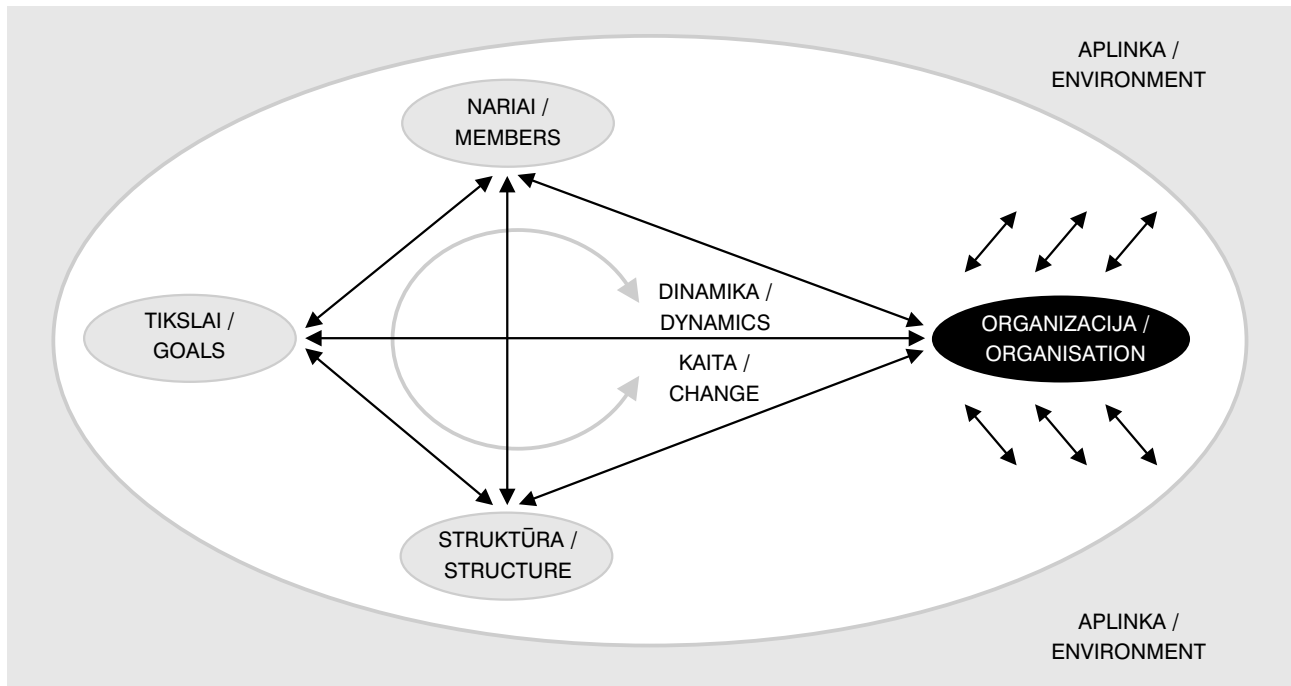 APLINKA /
ENVIRONMENT
NARIAI /
MEMBERS
DINAMIKA /
DYNAMICS
TIKSLAI /
GOALS
ORGANIZACIJA /
ORGANISATION
KAITA /
CHANGE
STRUKTŪRA /
STRUCTURE
APLINKA /
ENVIRONMENT